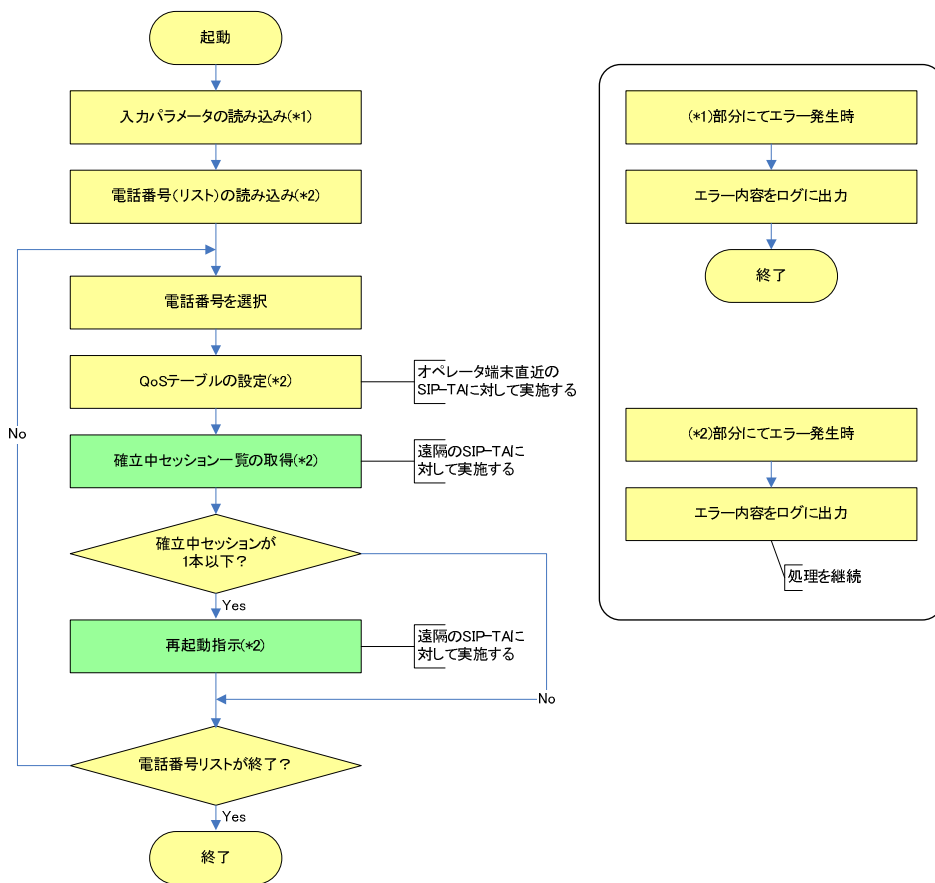 起動
入力パラメータの読み込み(*1)
電話番号(リスト)の読み込み(*2)
電話番号を選択
QoSテーブルの設定(*2)
オペレータ端末直近の
SIP-TAに対して実施する
No
確立中セッション一覧の取得(*2)
遠隔のSIP-TAに
対して実施する
確立中セッションが
1本以下?
Yes
再起動指示(*2)
遠隔のSIP-TAに
対して実施する
No
電話番号リストが終了?
Yes
終了
(*1)部分にてエラー発生時
エラー内容をログに出力
終了
(*2)部分にてエラー発生時
エラー内容をログに出力
処理を継続